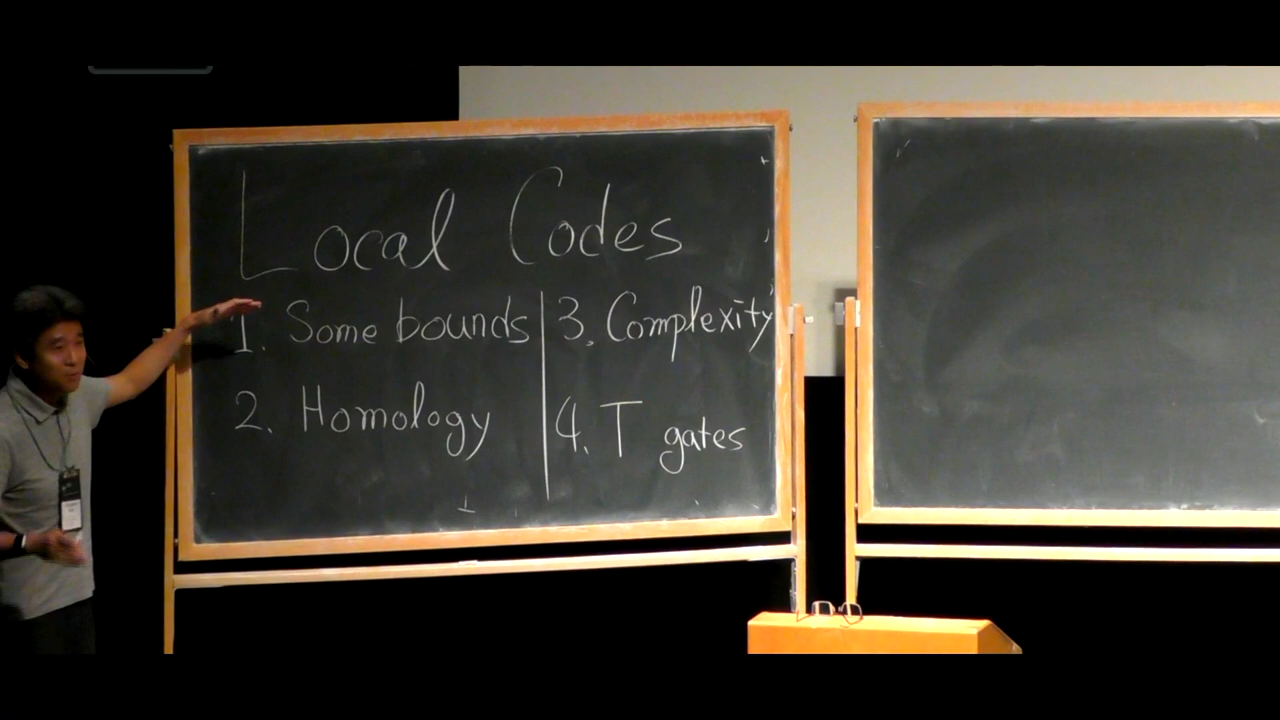 Local Codes
1. Some bounds
2. Homology
3. Complexity
4. T gates